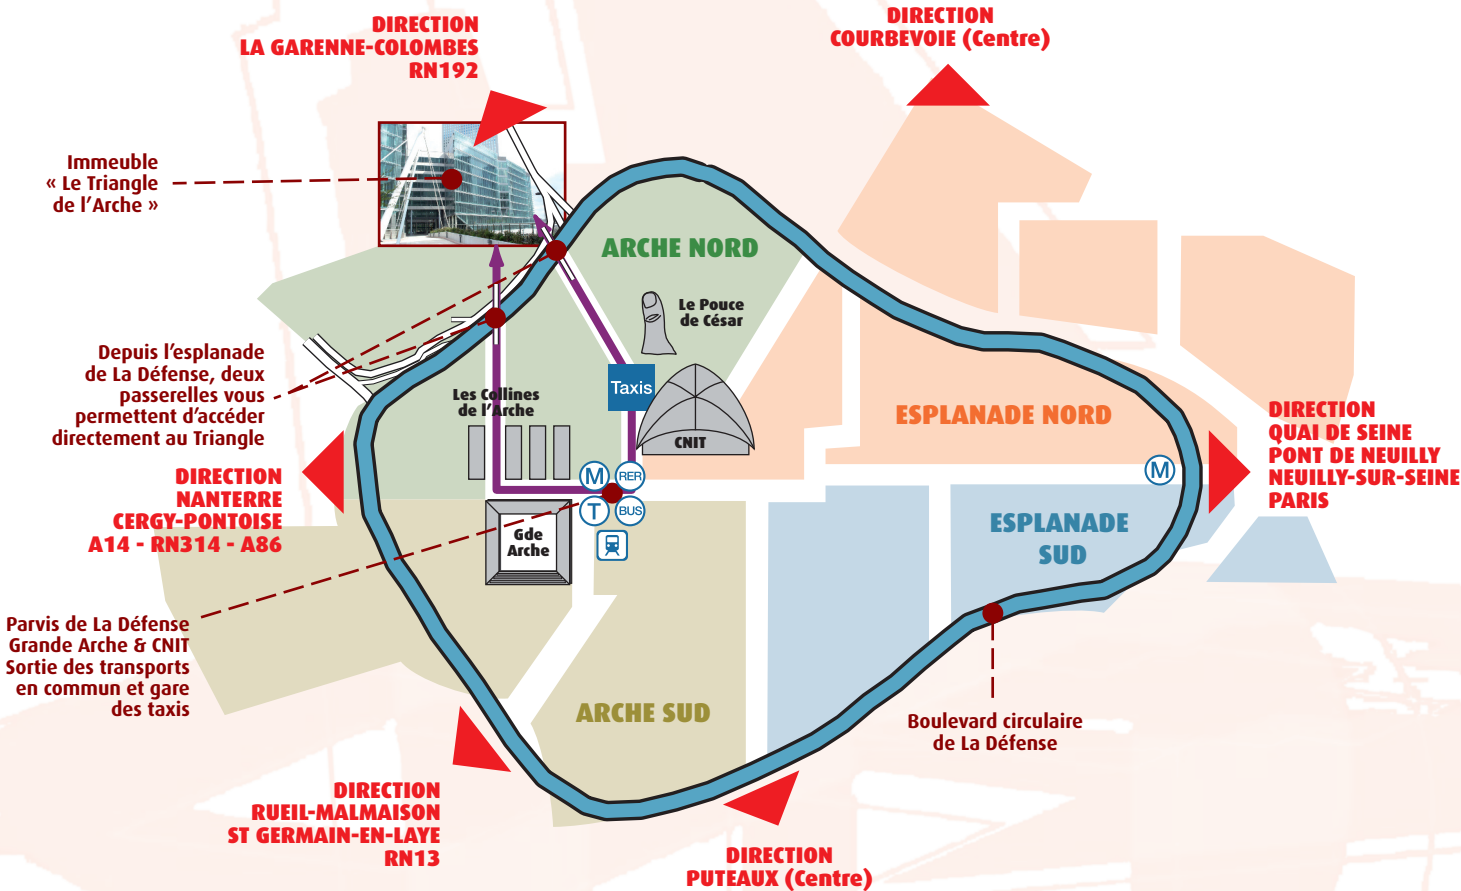 DIRECTION
LA GARENNE-COLOMBES
RN192
DIRECTION
COURBEVOIE (Centre)
Immeuble
« Le Triangle
de l'Arche »
ARCHE NORD
Le Pouce
de César
Depuis l'esplanade
de La Défense, deux
passerelles vous
permettent d'accéder
directement au Triangle
Taxis
Les Collines
de l'Arche
CNIT
ESPLANADE NORD
DIRECTION
QUAI DE SEINE
PONT DE NEUILLY
NEUILLY-SUR-SEINE
PARIS
M
DIRECTION
NANTERRE
CERGY-PONTOISE
A14 - RN314 - A86
M
RER
T
BUS
Gde
Arche
ESPLANADE
SUD
Parvis de La Défense
Grande Arche & CNIT
Sortie des transports
en commun et gare
des taxis
ARCHE SUD
Boulevard circulaire
de La Défense
DIRECTION
RUEIL-MALMAISON
ST GERMAIN-EN-LAYE
RN13
DIRECTION
PUTEAUX (Centre)